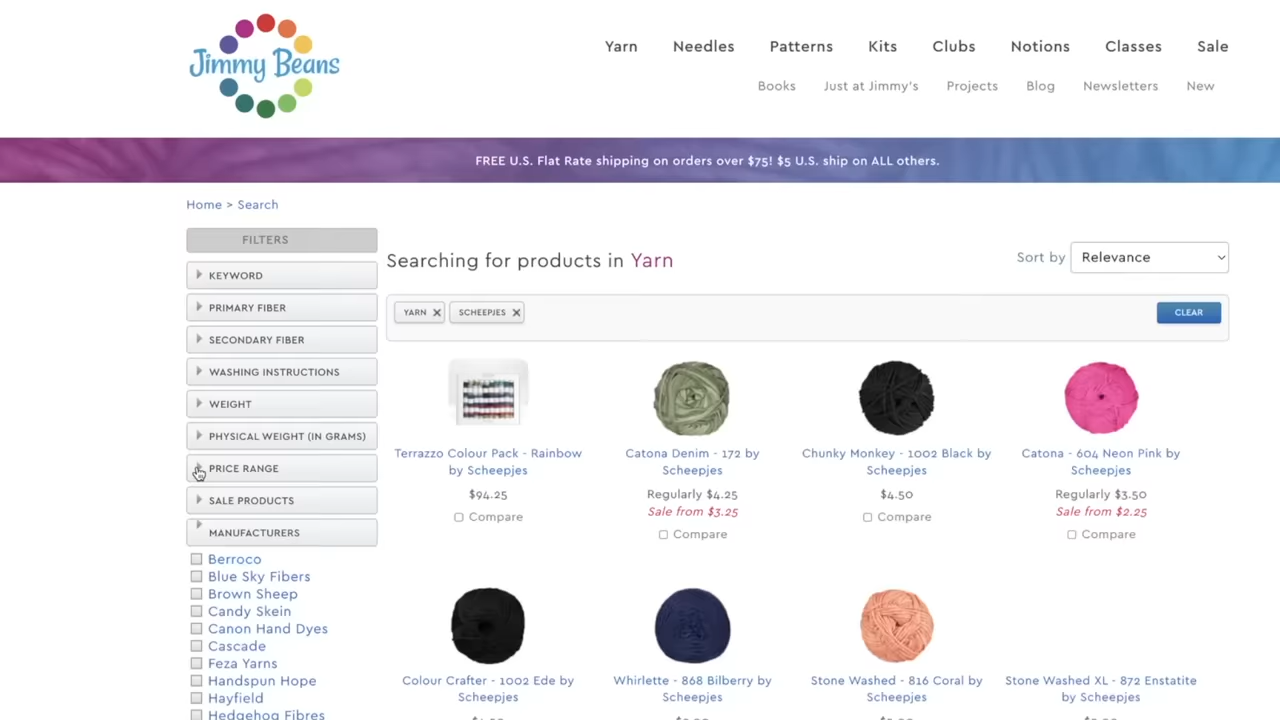 Jimmy Beans
Yarn Needles Patterns Kits Clubs Notions Classes Sale
Books Just at Jimmy's Projects Blog Newsletters New
FREE U.S. Flat Rate shipping on orders over $75! $5 U.S. ship on ALL others.
Home > Search
FILTERS
KEYWORD
PRIMARY FIBER
SECONDARY FIBER
WASHING INSTRUCTIONS
WEIGHT
PHYSICAL WEIGHT (IN GRAMS)
PRICE RANGE
SALE PRODUCTS
MANUFACTURERS
Berroco
Blue Sky Fibers
Brown Sheep
Candy Skein
Canon Hand Dyes
Cascade
Feza Yarns
Handspun Hope
Hayfield
Hedgehog Fibres
Searching for products in Yarn
Sort by Relevance
YARN SCHEEPJES CLEAR
Terrazzo Colour Pack - Rainbow
by Scheepjes
$94.25
Compare
Catona Denim - 172 by
Scheepjes
Regularly $4.25
Sale from $3.25
Compare
Chunky Monkey - 1002 Black by
Scheepjes
$4.50
Compare
Catona - 604 Neon Pink by
Scheepjes
Regularly $3.50
Sale from $2.25
Compare
Colour Crafter - 1002 Ede by
Scheepjes
Whirlette - 868 Bilberry by
Scheepjes
Stone Washed - 816 Coral by
Scheepjes
Stone Washed XL - 872 Enstatite
by Scheepjes